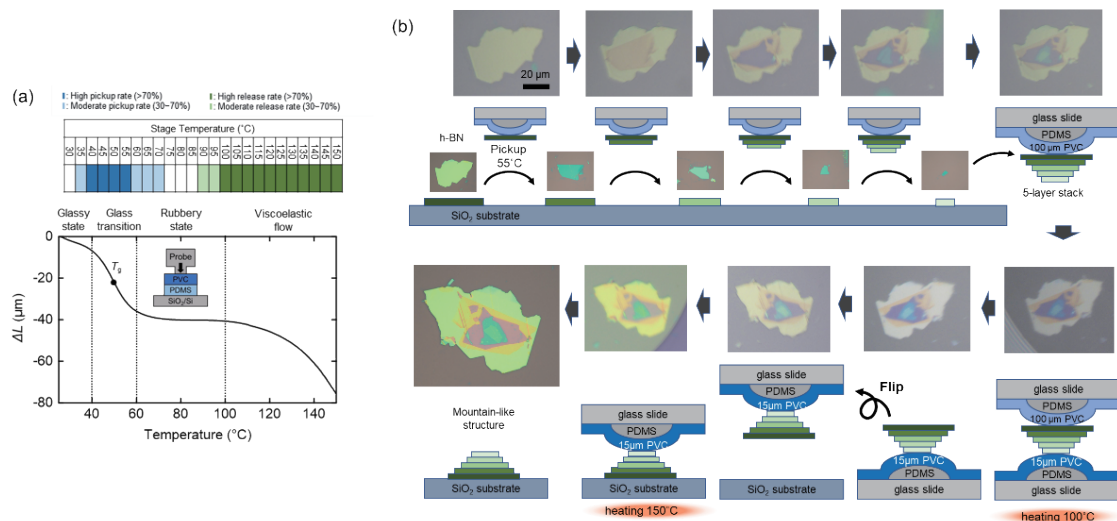 (a)
: High pickup rate (>70%)
: High release rate (>70%)
: Moderate pickup rate (30~70%)
: Moderate release rate (30~70%)
Stage Temperature (°C)
30 35 40 45 50 55 60 65 70 75 80 85 90 95 100 105 110 115 120 125 130 135 140 145 150
Glassy state
Glass transition
Rubbery state
Viscoelastic flow
0
-20
-40
-60
-80
ΔL (μm)
Tg
Probe
PVC
PDMS
SiO₂/Si
40
60
80
100
120
140
Temperature (°C)
(b)
20 μm
h-BN
Pickup
55°C
SiO₂ substrate
glass slide
PDMS
100 μm PVC
5-layer stack
Mountain-like
structure
SiO₂ substrate
glass slide
PDMS
15μm PVC
SiO₂ substrate
heating 150°C
glass slide
PDMS
15μm PVC
SiO₂ substrate
Flip
15μm PVC
PDMS
glass slide
glass slide
PDMS
100 μm PVC
15μm PVC
PDMS
glass slide
heating 100°C